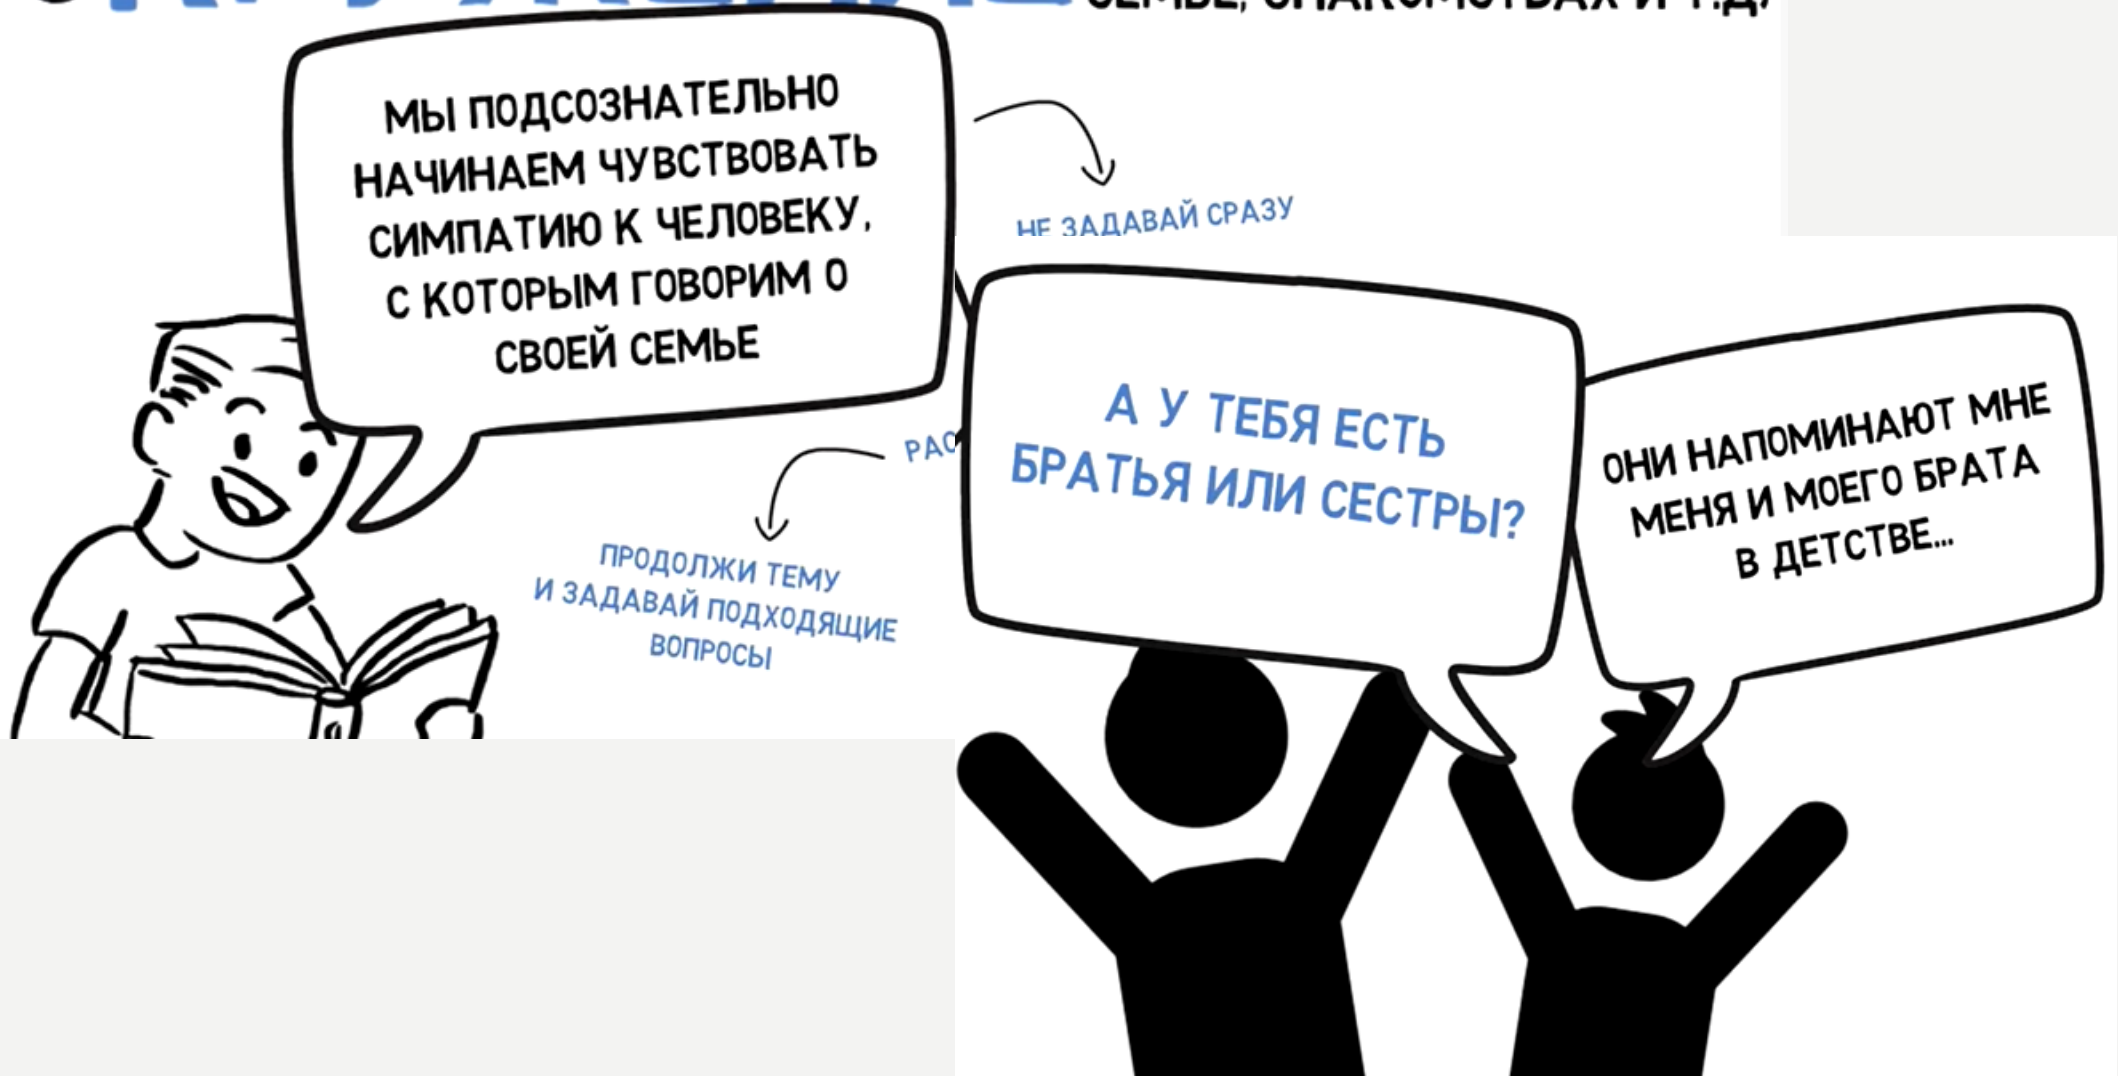 СЕМЬЕ, ЗНАКОМСТВАХ И Т.Д.
МЫ ПОДСОЗНАТЕЛЬНО
НАЧИНАЕМ ЧУВСТВОВАТЬ
СИМПАТИЮ К ЧЕЛОВЕКУ,
С КОТОРЫМ ГОВОРИМ О
СВОЕЙ СЕМЬЕ
НЕ ЗАДАВАЙ СРАЗУ
ПРОДОЛЖИ ТЕМУ
И ЗАДАВАЙ ПОДХОДЯЩИЕ
ВОПРОСЫ
А У ТЕБЯ ЕСТЬ
БРАТЬЯ ИЛИ СЕСТРЫ?
ОНИ НАПОМИНАЮТ МНЕ
МЕНЯ И МОЕГО БРАТА
В ДЕТСТВЕ...